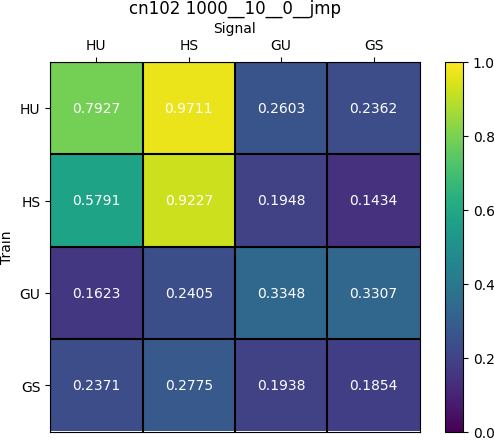 cn102 1000__10__0__jmp
Signal
HU HS GU GS
HU 0.7927 0.9711 0.2603 0.2362
HS 0.5791 0.9227 0.1948 0.1434
GU 0.1623 0.2405 0.3348 0.3307
GS 0.2371 0.2775 0.1938 0.1854
Train
1.0
0.8
0.6
0.4
0.2
0.0